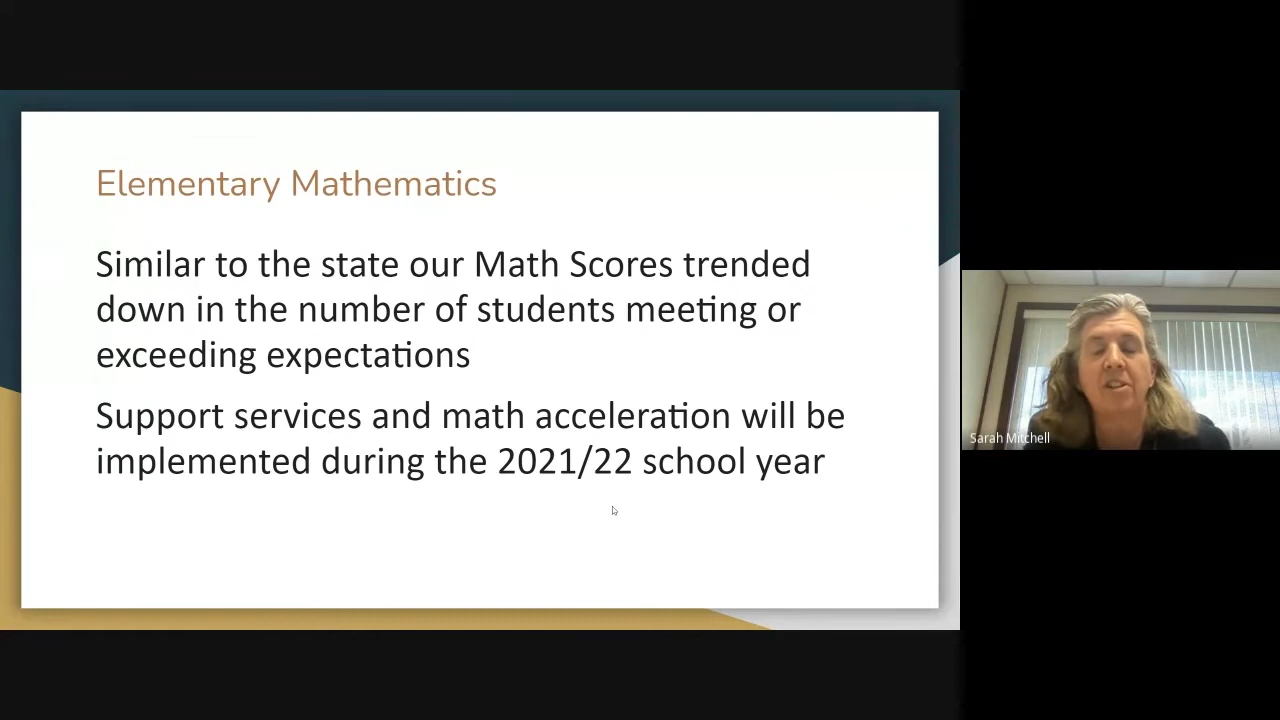 Elementary Mathematics
Similar to the state our Math Scores trended
down in the number of students meeting or
exceeding expectations
Support services and math acceleration will be
implemented during the 2021/22 school year
Sarah Mitchell